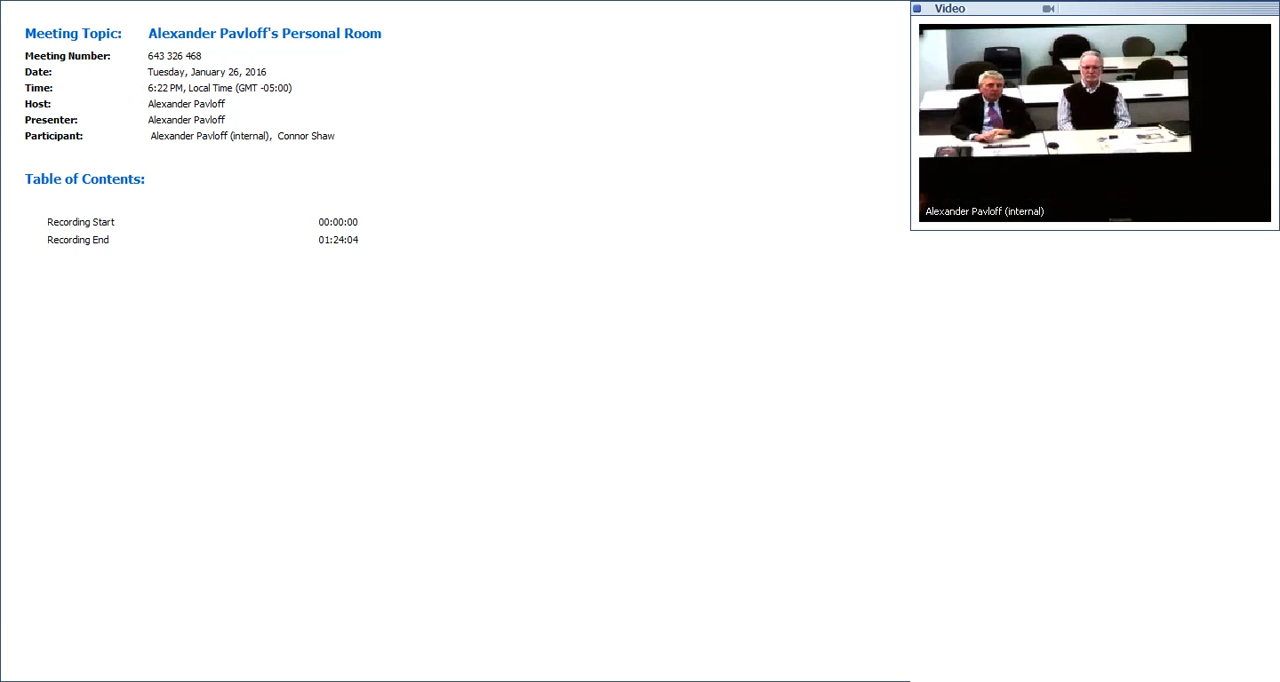 Meeting Topic: Alexander Pavloff's Personal Room
Meeting Number: 643 326 468
Date: Tuesday, January 26, 2016
Time: 6:22 PM, Local Time (GMT -05:00)
Host: Alexander Pavloff
Presenter: Alexander Pavloff
Participant: Alexander Pavloff (internal), Connor Shaw
Table of Contents:
Recording Start 00:00:00
Recording End 01:24:04
Video
Alexander Pavloff (internal)